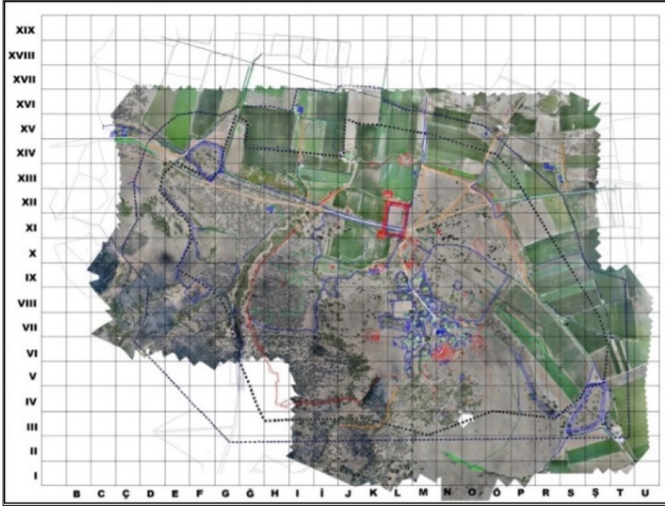 XIX
XVIII
XVII
XVI
XV
XIV
XIII
XII
XI
X
IX
VIII
VII
VI
V
IV
III
II
I
B C Ç D E F G Ğ H I İ J K L M N O Ö P R S Ş T U